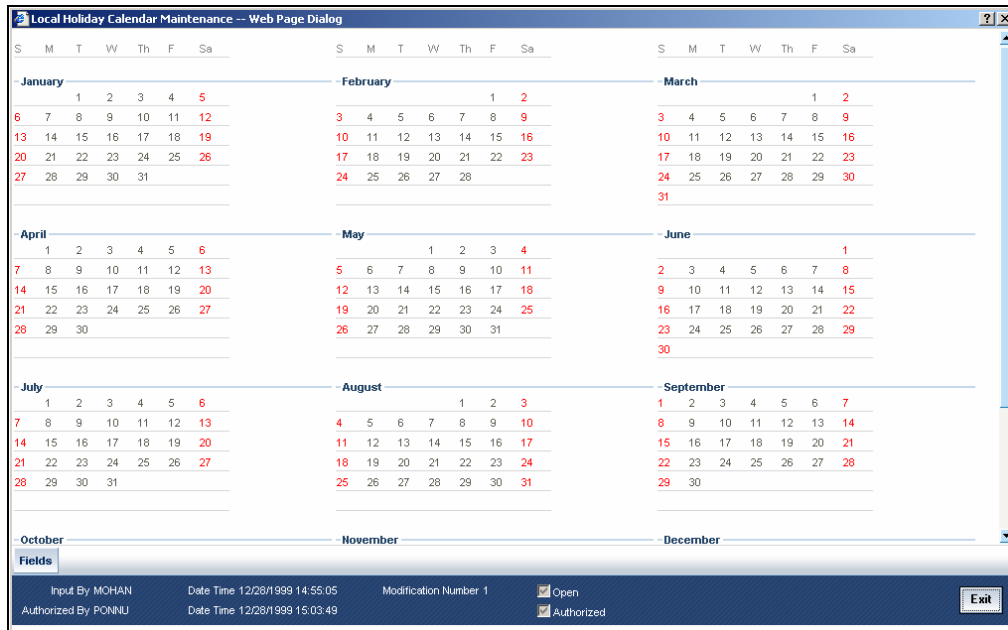 Local Holiday Calendar Maintenance -- Web Page Dialog
S M T W Th F Sa S M T W Th F Sa S M T W Th F Sa
January February March
1 2 3 4 5 1 2 1 2
6 7 8 9 10 11 12 3 4 5 6 7 8 9 3 4 5 6 7 8 9
13 14 15 16 17 18 19 10 11 12 13 14 15 16 10 11 12 13 14 15 16
20 21 22 23 24 25 26 17 18 19 20 21 22 23 17 18 19 20 21 22 23
27 28 29 30 31 24 25 26 27 28 24 25 26 27 28 29 30
31
April May June
1 2 3 4 5 6 1 2 3 4 1
7 8 9 10 11 12 13 5 6 7 8 9 10 11 2 3 4 5 6 7 8
14 15 16 17 18 19 20 12 13 14 15 16 17 18 9 10 11 12 13 14 15
21 22 23 24 25 26 27 19 20 21 22 23 24 25 16 17 18 19 20 21 22
28 29 30 26 27 28 29 30 31 23 24 25 26 27 28 29
30
July August September
1 2 3 4 5 6 1 2 3 1 2 3 4 5 6 7
7 8 9 10 11 12 13 4 5 6 7 8 9 10 8 9 10 11 12 13 14
14 15 16 17 18 19 20 11 12 13 14 15 16 17 15 16 17 18 19 20 21
21 22 23 24 25 26 27 18 19 20 21 22 23 24 22 23 24 25 26 27 28
28 29 30 31 25 26 27 28 29 30 31 29 30
October November December
Fields
Input By MOHAN Date Time 12/28/1999 14:55:05 Modification Number 1 Open
Authorized By PONNU Date Time 12/28/1999 15:03:49 Authorized
Exit